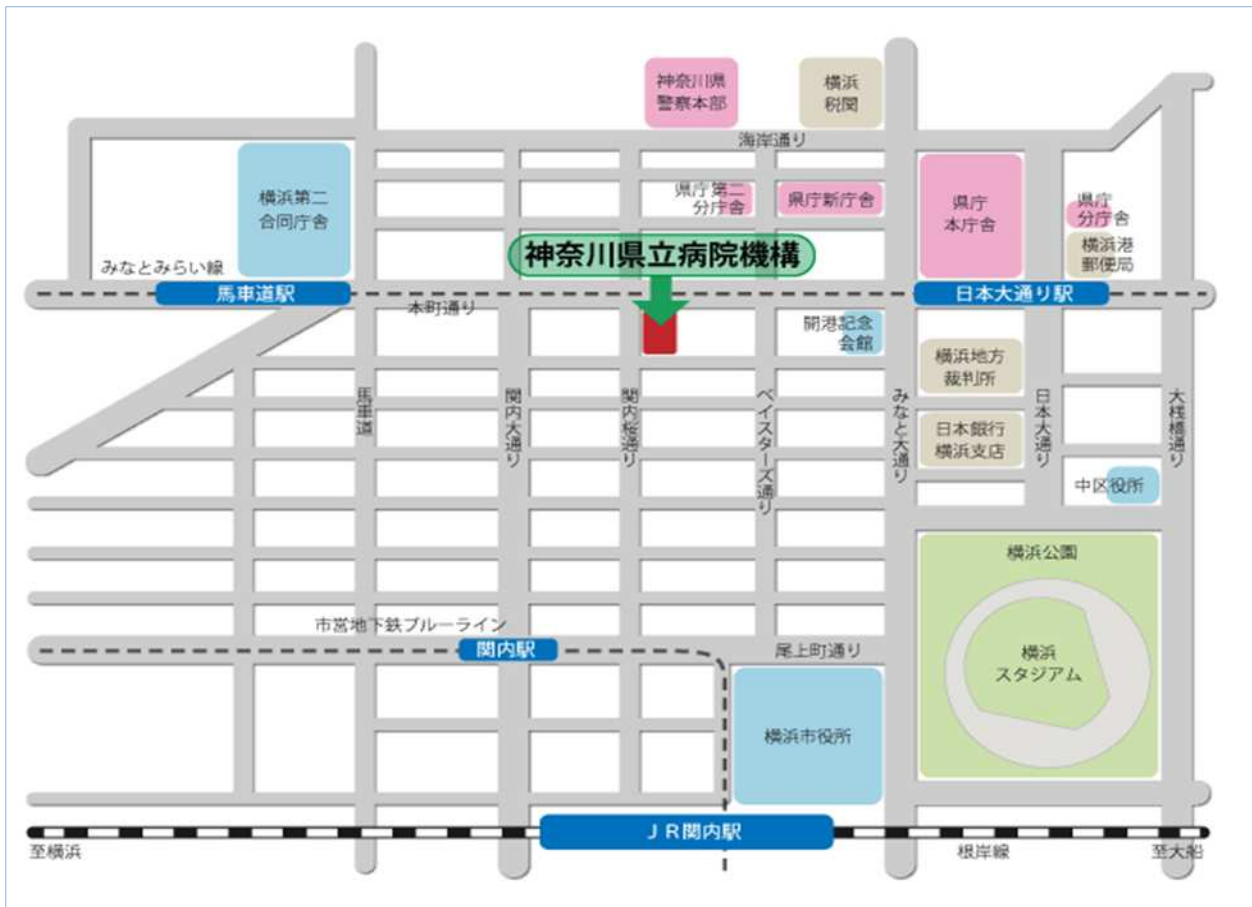 神奈川県
警察本部
横浜
税関
海岸通り
横浜第二
合同庁舎
県庁第二
分庁舎
県庁新庁舎
県庁
本庁舎
県庁
分庁舎
横浜港
郵便局
神奈川県立病院機構
みなとみらい線
馬車道駅
日本大通り駅
本町通り
開港記念
会館
横浜地方
裁判所
馬車道
関内大通り
関内桜通り
ベイスターズ通り
みなと大通り
日本大通り
大桟橋通り
日本銀行
横浜支店
中区役所
横浜公園
市営地下鉄ブルーライン
関内駅
尾上町通り
横浜
スタジアム
横浜市役所
JR関内駅
至横浜
根岸線
至大船